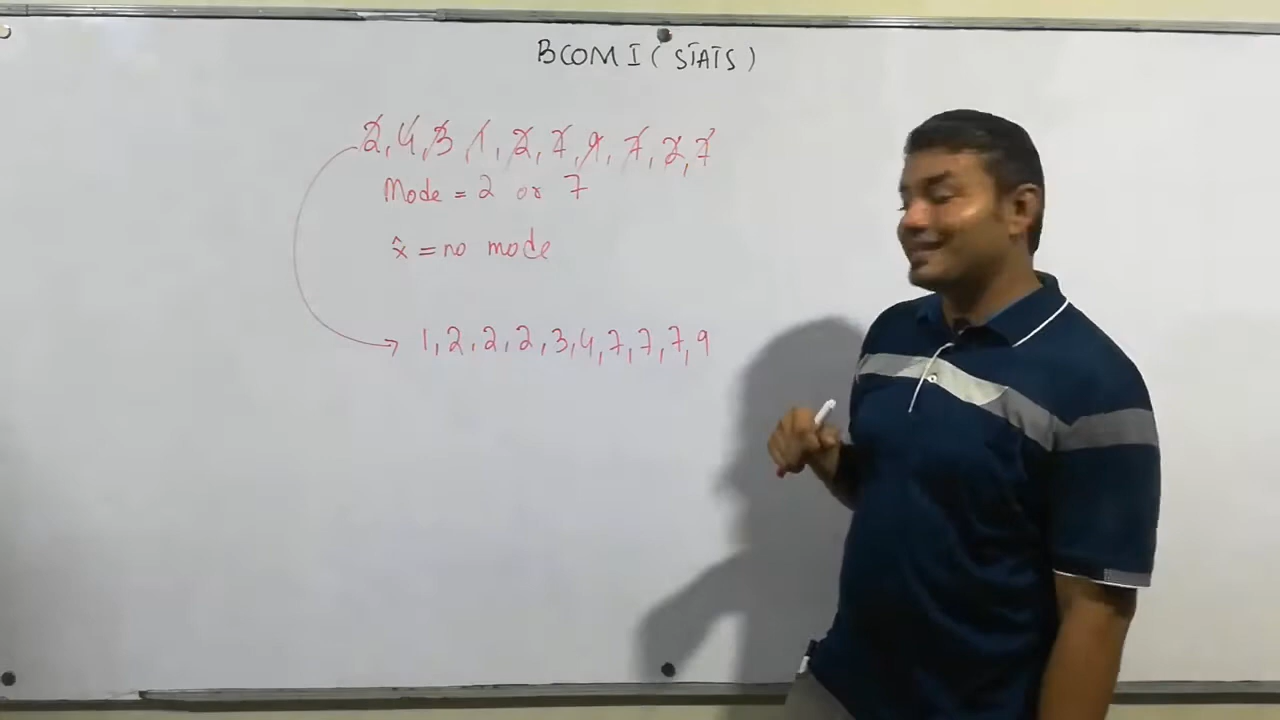 BCOM I ( STATS )
2, 4, 3, 1, 2, 7, 9, 7, 2, 7
Mode = 2 or 7
x̂ = no mode
1, 2, 2, 2, 3, 4, 7, 7, 7, 9